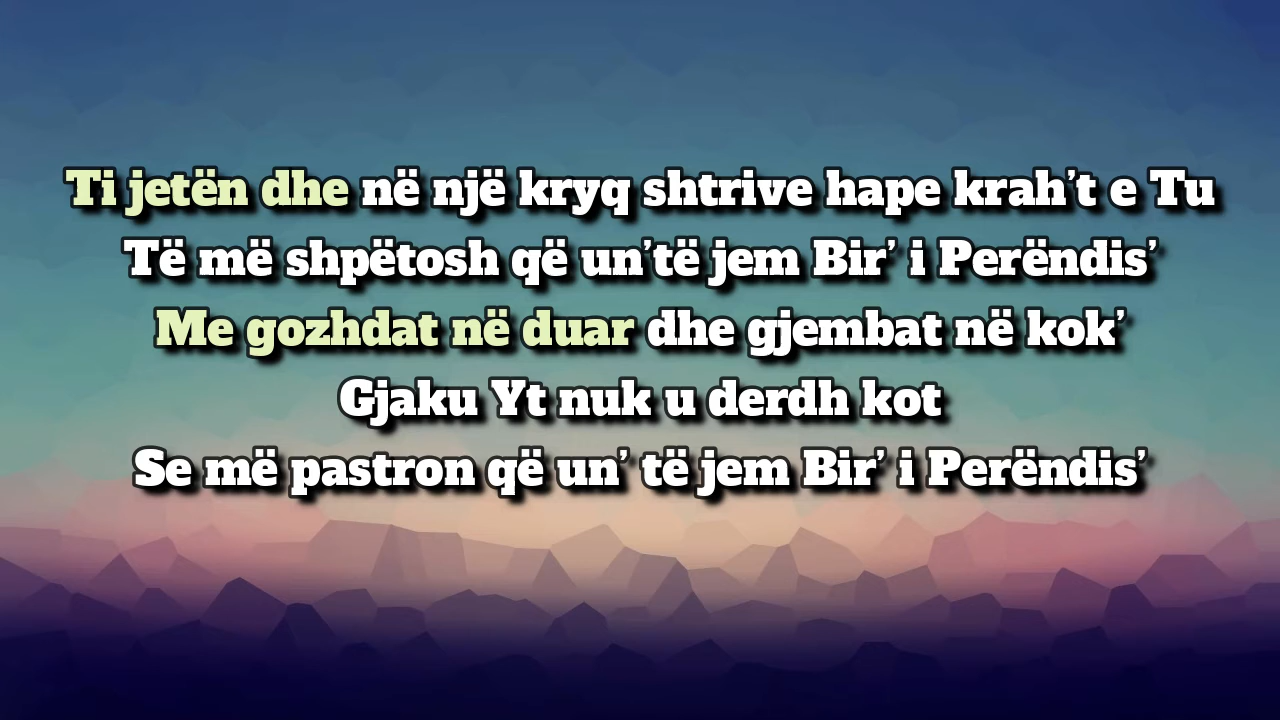 Ti jetën dhe në një kryq shtrive hape krah’t e Tu
Të më shpëtosh që un’të jem Bir’ i Perëndis’
Me gozhdat në duar dhe gjembat në kok’
Gjaku Yt nuk u derdh kot
Se më pastron që un’ të jem Bir’ i Perëndis’